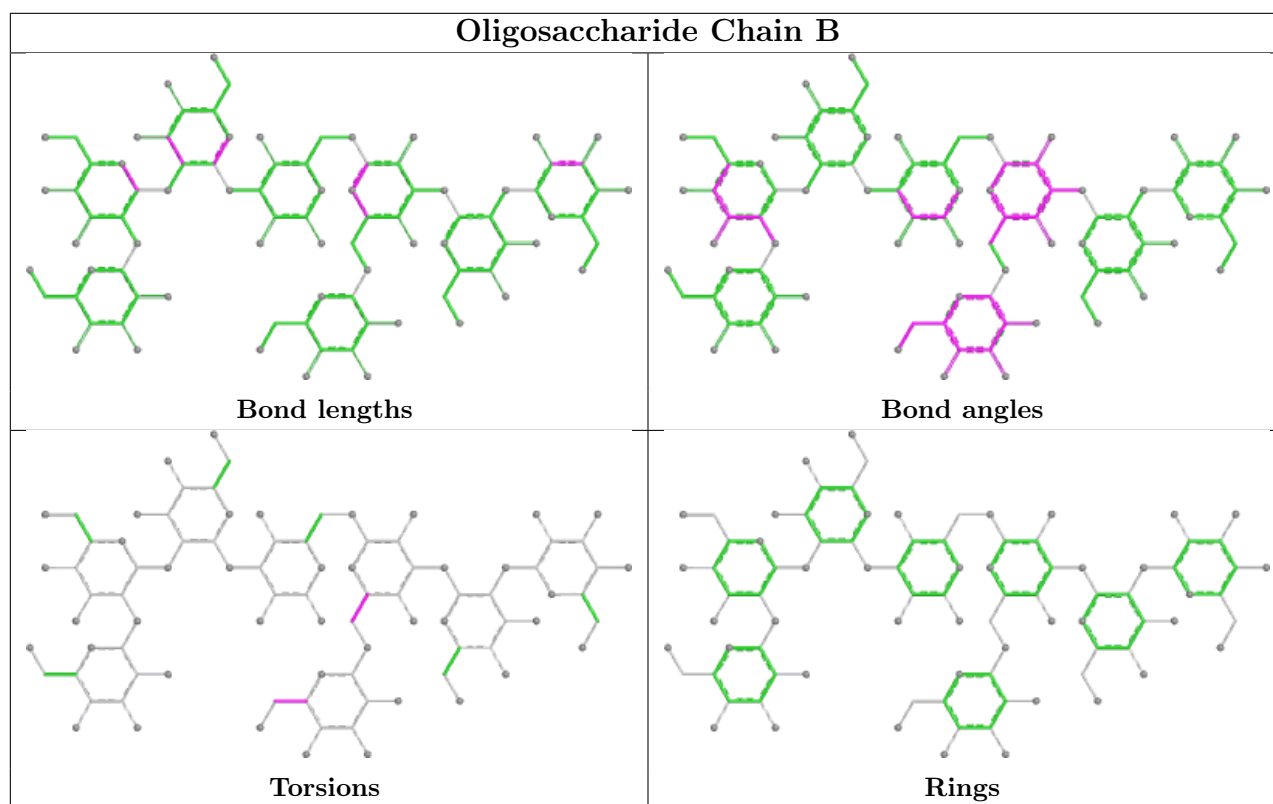 Oligosaccharide Chain B
Bond lengths
Bond angles
Torsions
Rings